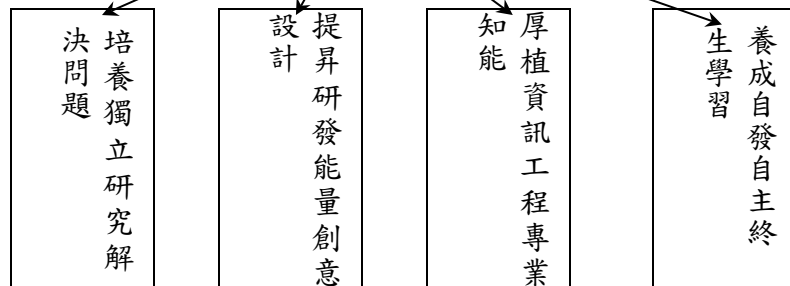 培養獨立研究解
決問題
提昇研發能量創意
設計
厚植資訊工程專業
知能
養成自發自主終
生學習